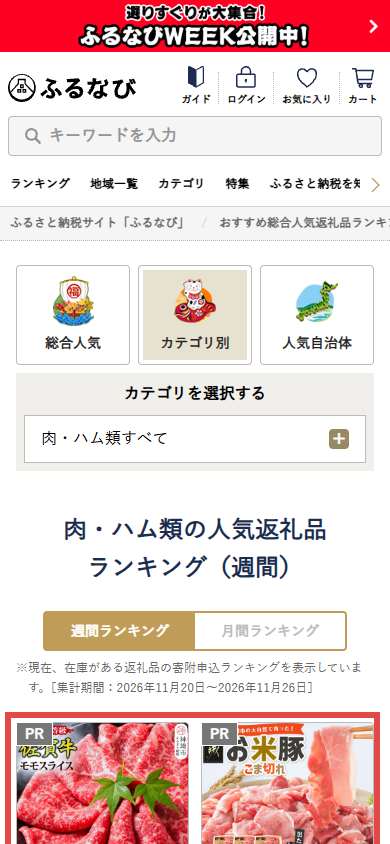 選りすぐりが大集合!
ふるなびWEEK公開中!
ふるなび
ガイド
ログイン
お気に入り
カート
キーワードを入力
ランキング 地域一覧 カテゴリ 特集 ふるさと納税を知
ふるさと納税サイト「ふるなび」 / おすすめ総合人気返礼品ランキ
福
総合人気
カテゴリ別
人気自治体
カテゴリを選択する
肉・ハム類すべて
肉・ハム類の人気返礼品
ランキング（週間）
週間ランキング
月間ランキング
※現在、在庫がある返礼品の寄附申込ランキングを表示しています。［集計期間：2026年11月20日～2026年11月26日］
PR
佐賀牛
モモスライス
PR
お米豚
こま切れ